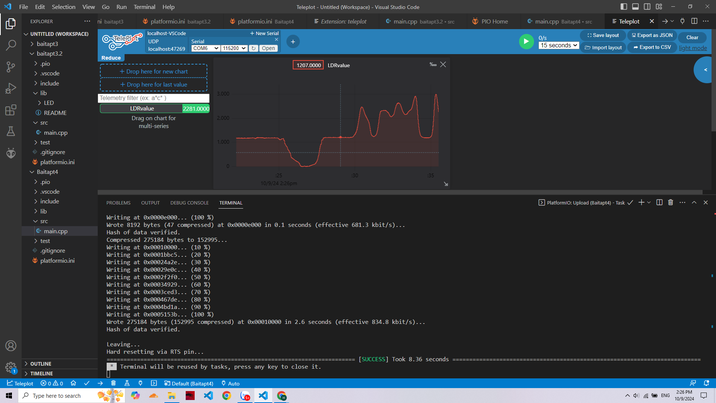 File Edit Selection View Go Run Terminal Help
Teleplot - Untitled (Workspace) - Visual Studio Code
EXPLORER
baitapt3
platformio.ini baitapt3.2
platformio.ini Baitapt4
Extension: teleplot
main.cpp baitapt3.2 • src
PIO Home
main.cpp Baitapt4 • src
Teleplot
UNTITLED (WORKSPACE)
baitapt3
baitapt3.2
.pio
.vscode
include
lib
LED
README
src
main.cpp
test
.gitignore
platformio.ini
Baitapt4
.pio
.vscode
include
lib
src
main.cpp
test
.gitignore
platformio.ini
OUTLINE
TIMELINE
Teleplot
localhost-VSCode
UDP
localhost:47269
+ New Serial
Serial
COM6 115200 Open
0/s
15 seconds
Save layout
Import layout
Export as JSON
Export to CSV
Clear
light mode
Reduce
+ Drop here for new chart
+ Drop here for last value
LDRvalue 2281.0000
Drag on chart for
multi-series
1207.0000 LDRvalue
PROBLEMS OUTPUT DEBUG CONSOLE TERMINAL
PlatformIO: Upload (Baitapt4) - Task
Writing at 0x0000e000... (100 %)
Wrote 8192 bytes (47 compressed) at 0x0000e000 in 0.1 seconds (effective 681.3 kbit/s)...
Hash of data verified.
Compressed 275184 bytes to 152995...
Writing at 0x00010000... (10 %)
Writing at 0x0001bbc5... (20 %)
Writing at 0x00024a2e... (30 %)
Writing at 0x00029e0c... (40 %)
Writing at 0x0002f2f0... (50 %)
Writing at 0x00034929... (60 %)
Writing at 0x0003ced3... (70 %)
Writing at 0x000467de... (80 %)
Writing at 0x0004bd1a... (90 %)
Writing at 0x0005153b... (100 %)
Wrote 275184 bytes (152995 compressed) at 0x00010000 in 2.6 seconds (effective 834.8 kbit/s)...
Hash of data verified.
Leaving...
Hard resetting via RTS pin...
[SUCCESS] Took 8.36 seconds
* Terminal will be reused by tasks, press any key to close it.
Teleplot 0 0 Default (Baitapt4) Auto
Type here to search
ENG
2:26 PM
10/9/2024